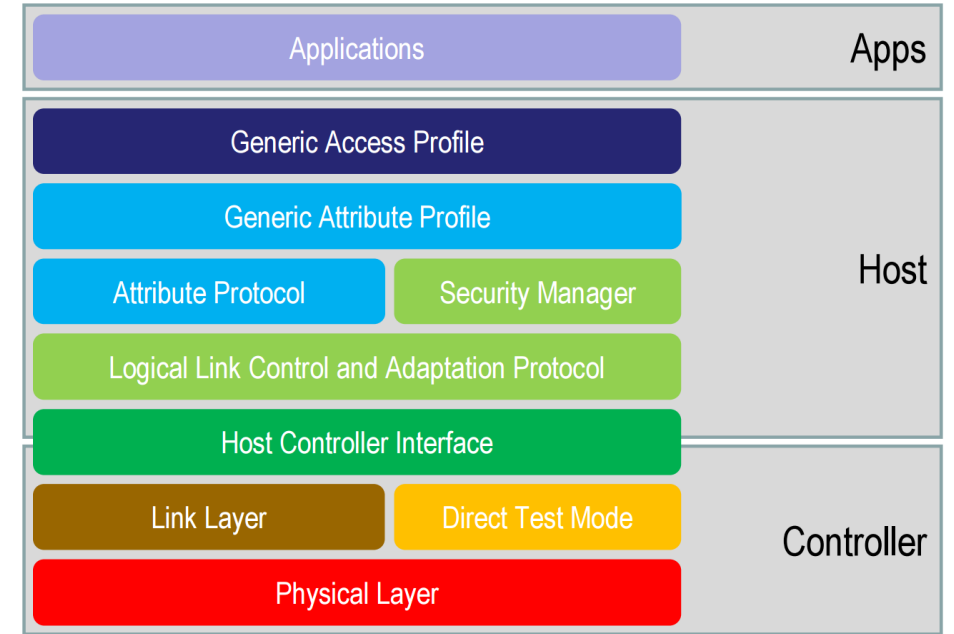 Applications
Apps
Generic Access Profile
Generic Attribute Profile
Host
Attribute Protocol
Security Manager
Logical Link Control and Adaptation Protocol
Host Controller Interface
Link Layer
Direct Test Mode
Controller
Physical Layer